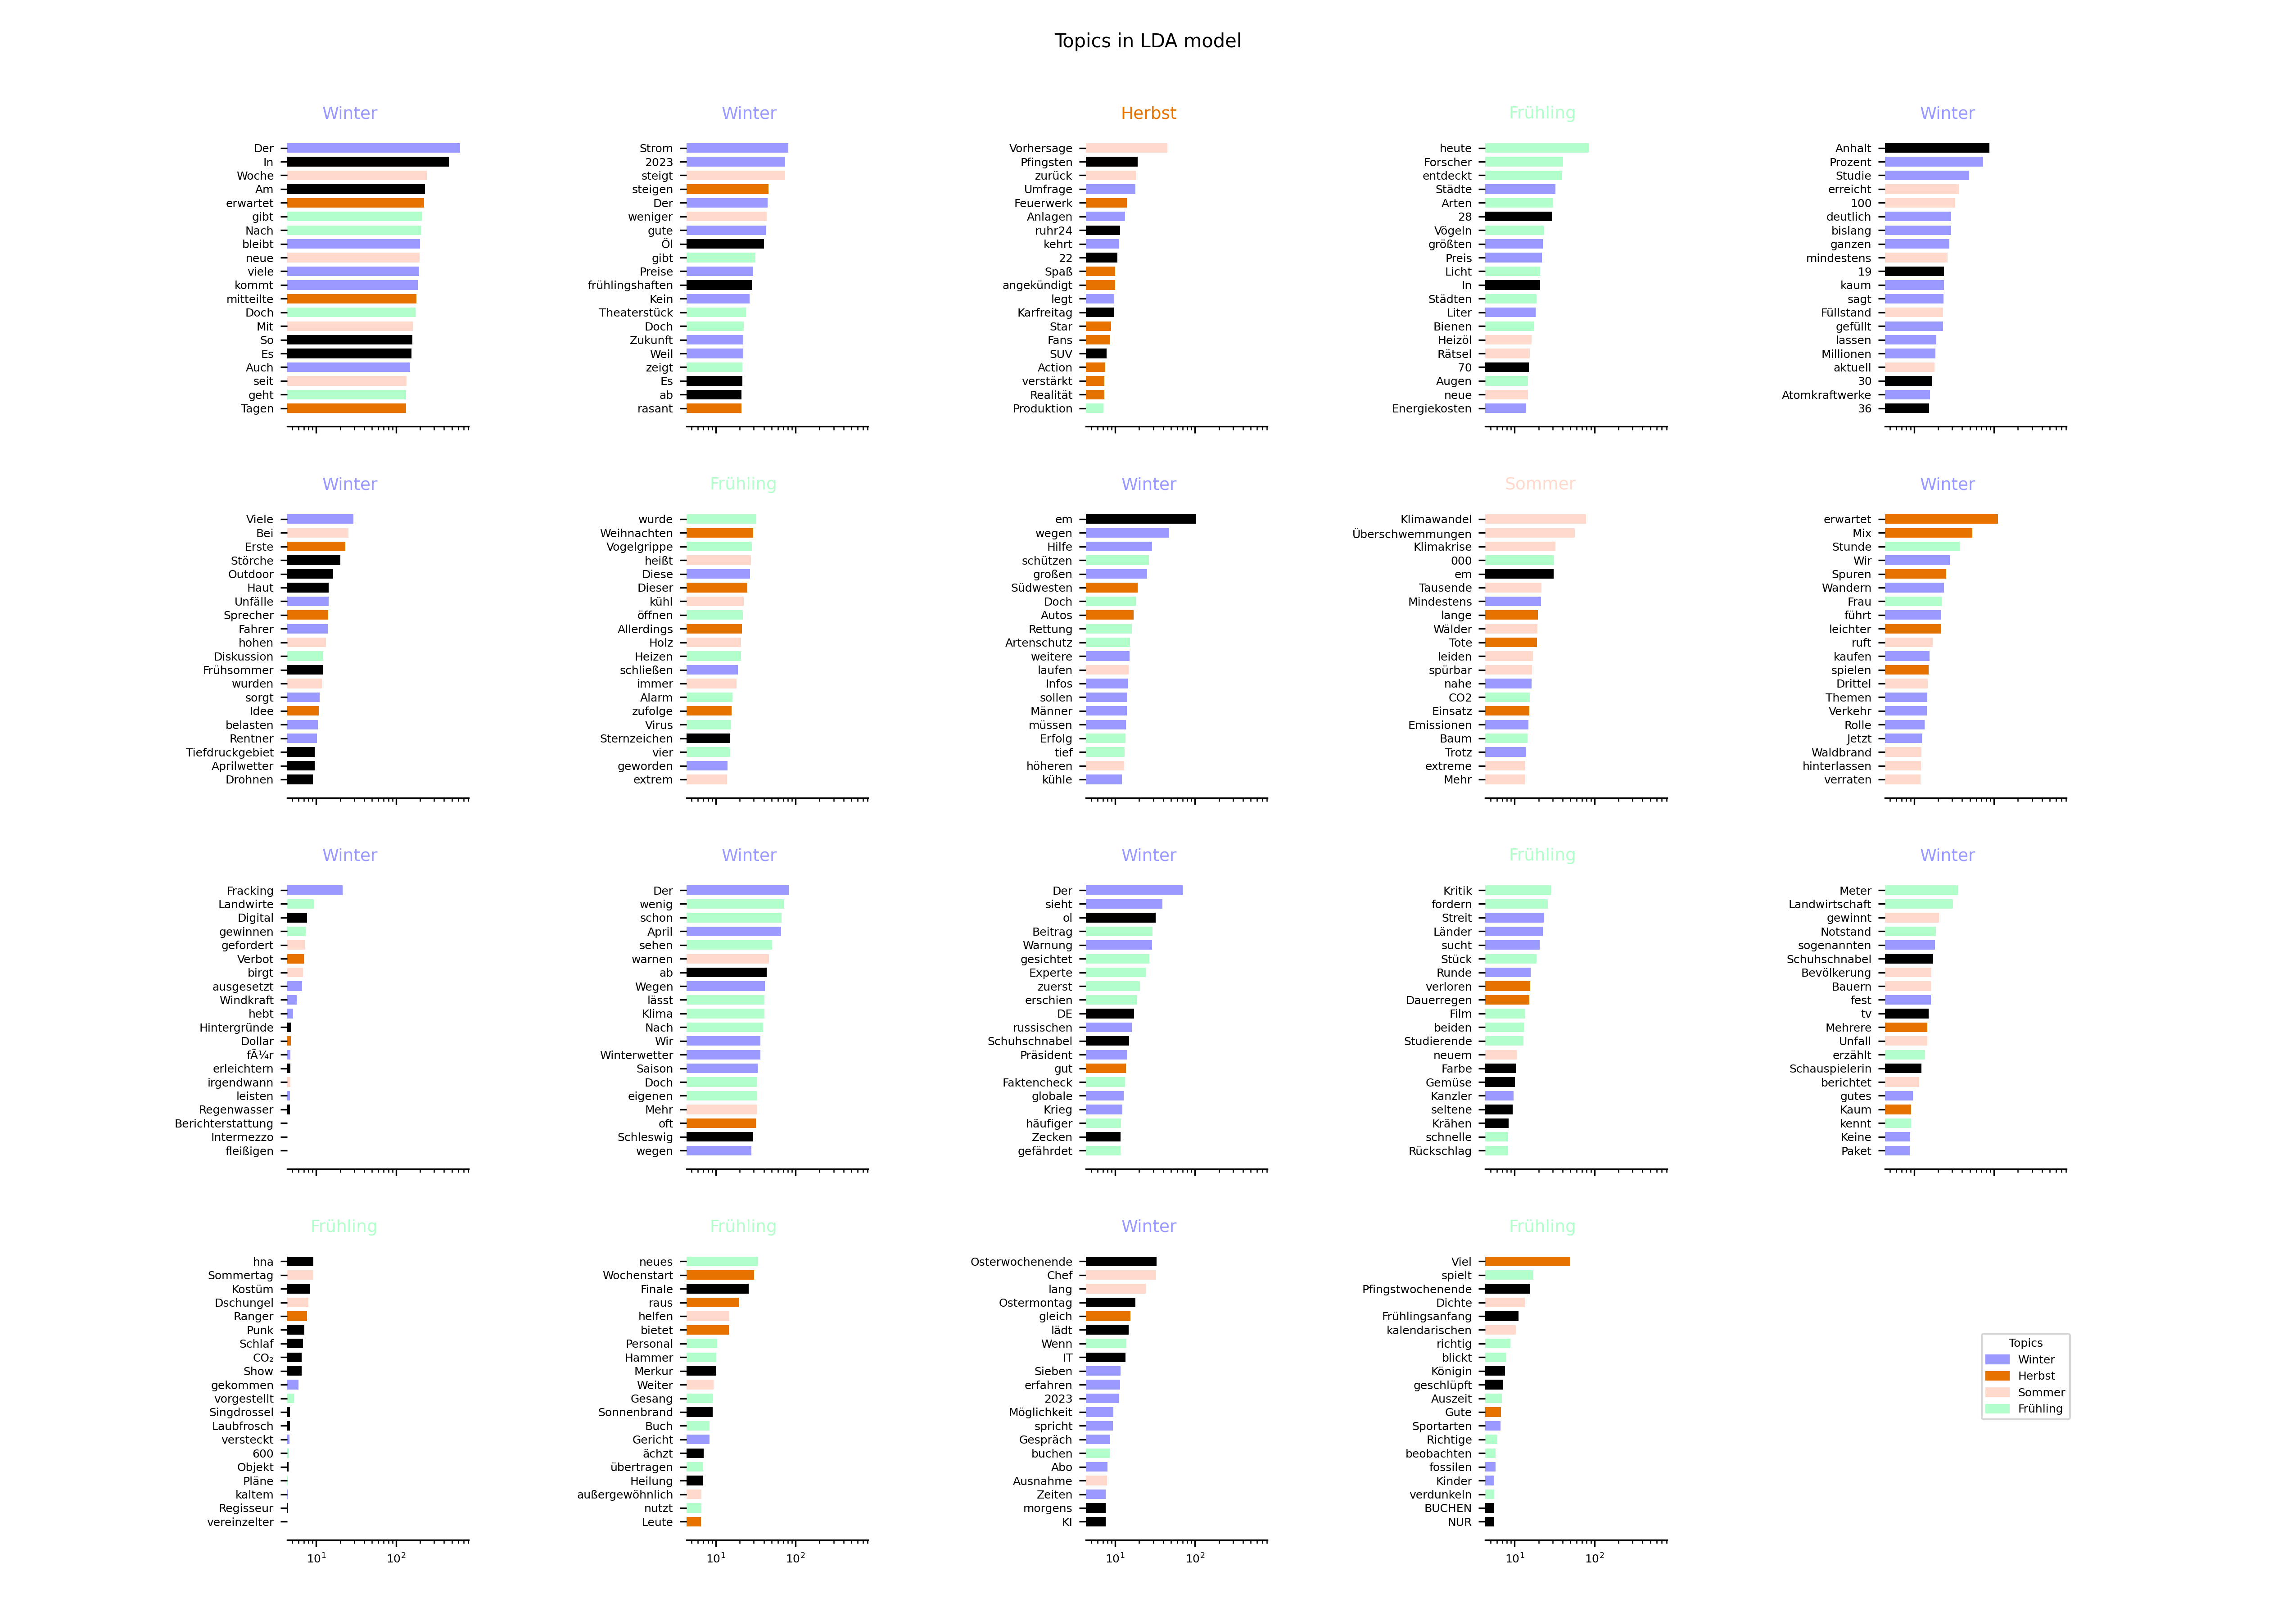 Topics in LDA model
Winter
Der
In
Woche
Am
erwartet
gibt
Nach
bleibt
neue
viele
kommt
mitteilte
Doch
Mit
So
Es
Auch
seit
geht
Tagen
Winter
Strom
2023
steigt
steigen
Der
weniger
gute
Öl
gibt
Preise
frühlingshaften
Kein
Theaterstück
Doch
Zukunft
Weil
zeigt
Es
ab
rasant
Herbst
Vorhersage
Pfingsten
zurück
Umfrage
Feuerwerk
Anlagen
ruhr24
kehrt
22
Spaß
angekündigt
legt
Karfreitag
Star
Fans
SUV
Action
verstärkt
Realität
Produktion
Frühling
heute
Forscher
entdeckt
Städte
Arten
28
Vögeln
größten
Preis
Licht
In
Städten
Liter
Bienen
Heizöl
Rätsel
70
Augen
neue
Energiekosten
Winter
Anhalt
Prozent
Studie
erreicht
100
deutlich
bislang
ganzen
mindestens
19
kaum
sagt
Füllstand
gefüllt
lassen
Millionen
aktuell
30
Atomkraftwerke
36
Winter
Viele
Bei
Erste
Störche
Outdoor
Haut
Unfälle
Sprecher
Fahrer
hohen
Diskussion
Frühsommer
wurden
sorgt
Idee
belasten
Rentner
Tiefdruckgebiet
Aprilwetter
Drohnen
Frühling
wurde
Weihnachten
Vogelgrippe
heißt
Diese
Dieser
kühl
öffnen
Allerdings
Holz
Heizen
schließen
immer
Alarm
zufolge
Virus
Sternzeichen
vier
geworden
extrem
Winter
em
wegen
Hilfe
schützen
großen
Südwesten
Doch
Autos
Rettung
Artenschutz
weitere
laufen
Infos
sollen
Männer
müssen
Erfolg
tief
höheren
kühle
Sommer
Klimawandel
Überschwemmungen
Klimakrise
000
em
Tausende
Mindestens
lange
Wälder
Tote
leiden
spürbar
nahe
CO2
Einsatz
Emissionen
Baum
Trotz
extreme
Mehr
Winter
erwartet
Mix
Stunde
Wir
Spuren
Wandern
Frau
führt
leichter
ruft
kaufen
spielen
Drittel
Themen
Verkehr
Rolle
Jetzt
Waldbrand
hinterlassen
verraten
Winter
Fracking
Landwirte
Digital
gewinnen
gefordert
Verbot
birgt
ausgesetzt
Windkraft
hebt
Hintergründe
Dollar
fÃ¼r
erleichtern
irgendwann
leisten
Regenwasser
Berichterstattung
Intermezzo
fleißigen
Winter
Der
wenig
schon
April
sehen
warnen
ab
Wegen
lässt
Klima
Nach
Wir
Winterwetter
Saison
Doch
eigenen
Mehr
oft
Schleswig
wegen
Winter
Der
sieht
ol
Beitrag
Warnung
gesichtet
Experte
zuerst
erschien
DE
russischen
Schuhschnabel
Präsident
gut
Faktencheck
globale
Krieg
häufiger
Zecken
gefährdet
Frühling
Kritik
fordern
Streit
Länder
sucht
Stück
Runde
verloren
Dauerregen
Film
beiden
Studierende
neuem
Farbe
Gemüse
Kanzler
seltene
Krähen
schnelle
Rückschlag
Winter
Meter
Landwirtschaft
gewinnt
Notstand
sogenannten
Schuhschnabel
Bevölkerung
Bauern
fest
tv
Mehrere
Unfall
erzählt
Schauspielerin
berichtet
gutes
Kaum
kennt
Keine
Paket
Frühling
hna
Sommertag
Kostüm
Dschungel
Ranger
Punk
Schlaf
CO₂
Show
gekommen
vorgestellt
Singdrossel
Laubfrosch
versteckt
600
Objekt
Pläne
kaltem
Regisseur
vereinzelter
10¹ 10²
Frühling
neues
Wochenstart
Finale
raus
helfen
bietet
Personal
Hammer
Merkur
Weiter
Gesang
Sonnenbrand
Buch
Gericht
ächzt
übertragen
Heilung
außergewöhnlich
nutzt
Leute
10¹ 10²
Winter
Osterwochenende
Chef
lang
Ostermontag
gleich
lädt
Wenn
IT
Sieben
erfahren
2023
Möglichkeit
spricht
Gespräch
buchen
Abo
Ausnahme
Zeiten
morgens
KI
10¹ 10²
Frühling
Viel
spielt
Pfingstwochenende
Dichte
Frühlingsanfang
kalendarischen
richtig
blickt
Königin
geschlüpft
Auszeit
Gute
Sportarten
Richtige
beobachten
fossilen
Kinder
verdunkeln
BUCHEN
NUR
10¹ 10²
Topics
Winter
Herbst
Sommer
Frühling